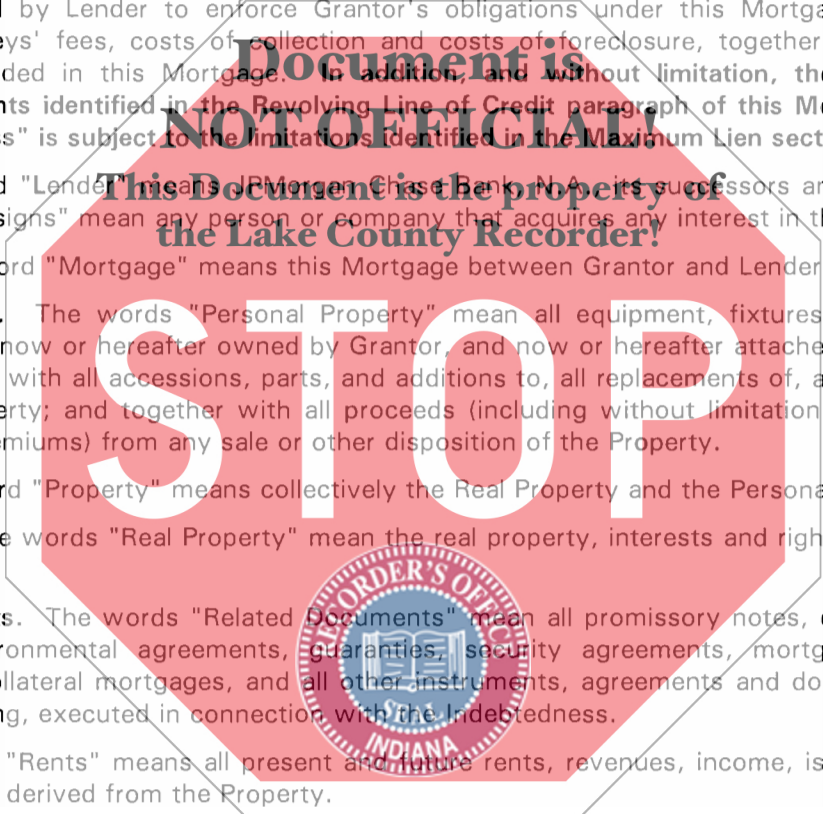 by Lender to enforce Grantor's obligations under this Mortga
ys' fees, costs of collection and costs of foreclosure, together
ded in this Mortgage. In addition, and without limitation, the
nts identified in the Revolving Line of Credit paragraph of this Mo
s" is subject to the limitations identified in the Maximum Lien sect
Document is
NOT OFFICIAL!
This Document is the property of
the Lake County Recorder!
d "Lender" means JPMorgan Chase Bank, N.A., its successors an
signs" mean any person or company that acquires any interest in th
ord "Mortgage" means this Mortgage between Grantor and Lender
. The words "Personal Property" mean all equipment, fixtures
now or hereafter owned by Grantor, and now or hereafter attache
with all accessions, parts, and additions to, all replacements of, a
erty; and together with all proceeds (including without limitation
miums) from any sale or other disposition of the Property.
STOP
rd "Property" means collectively the Real Property and the Persona
e words "Real Property" mean the real property, interests and righ
s. The words "Related Documents" mean all promissory notes,
ronmental agreements, guaranties, security agreements, mortg
llateral mortgages, and all other instruments, agreements and do
ng, executed in connection with the Indebtedness.
RECORDER'S OFFICE
SEAL
INDIANA
"Rents" means all present and future rents, revenues, income, is
derived from the Property.